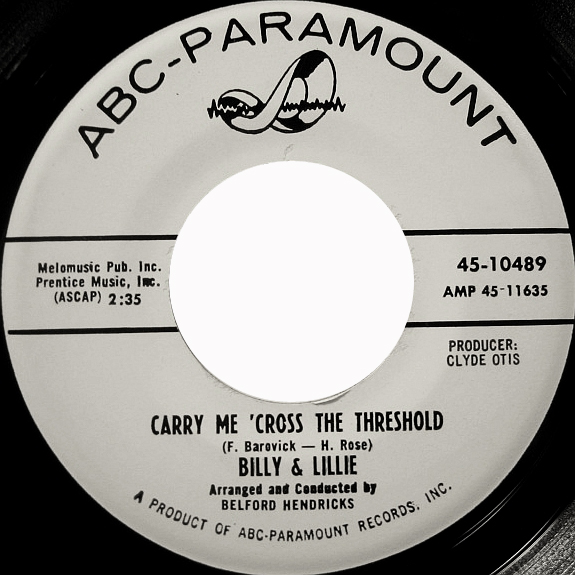 ABC-PARAMOUNT
Melomusic Pub. Inc.
Prentice Music, Inc.
(ASCAP) 2:35
45-10489
AMP 45-11635
PRODUCER:
CLYDE OTIS
CARRY ME 'CROSS THE THRESHOLD
(F. Barovick — H. Rose)
BILLY & LILLIE
Arranged and Conducted by
BELFORD HENDRICKS
A PRODUCT OF ABC-PARAMOUNT RECORDS, INC.